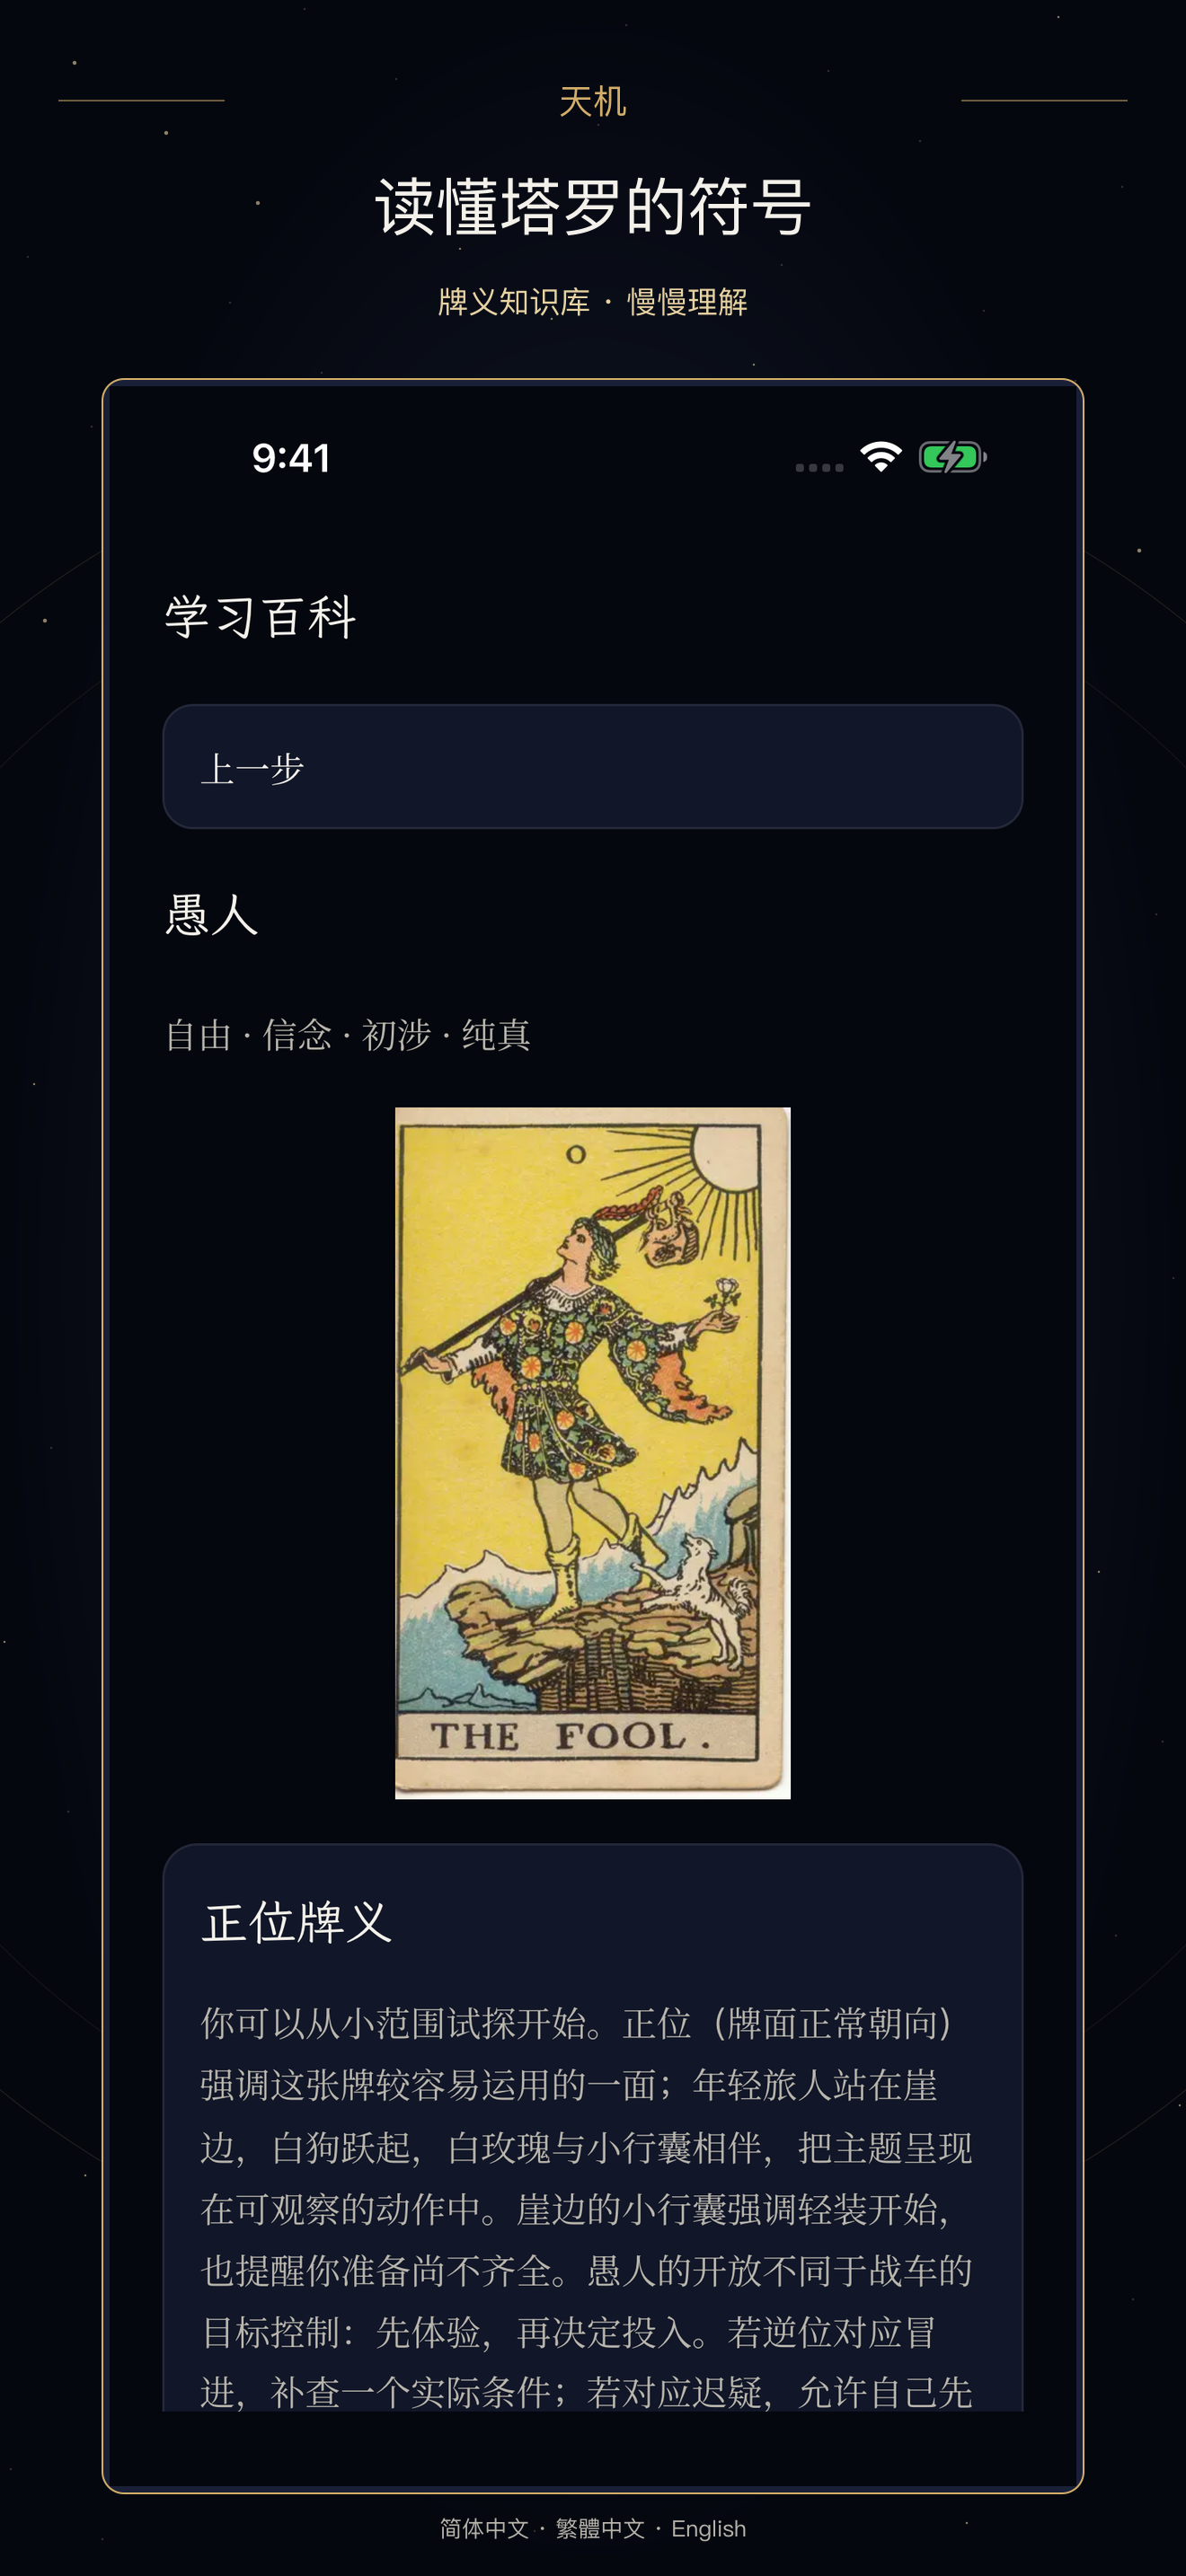 天机
读懂塔罗的符号
牌义知识库 · 慢慢理解
9:41
学习百科
上一步
愚人
自由 · 信念 · 初涉 · 纯真
0
THE FOOL.
正位牌义
你可以从小范围试探开始。正位（牌面正常朝向）
强调这张牌较容易运用的一面；年轻旅人站在崖
边，白狗跃起，白玫瑰与小行囊相伴，把主题呈现
在可观察的动作中。崖边的小行囊强调轻装开始，
也提醒你准备尚不齐全。愚人的开放不同于战车的
目标控制：先体验，再决定投入。若逆位对应冒
进，补查一个实际条件；若对应迟疑，允许自己先
简体中文 · 繁體中文 · English